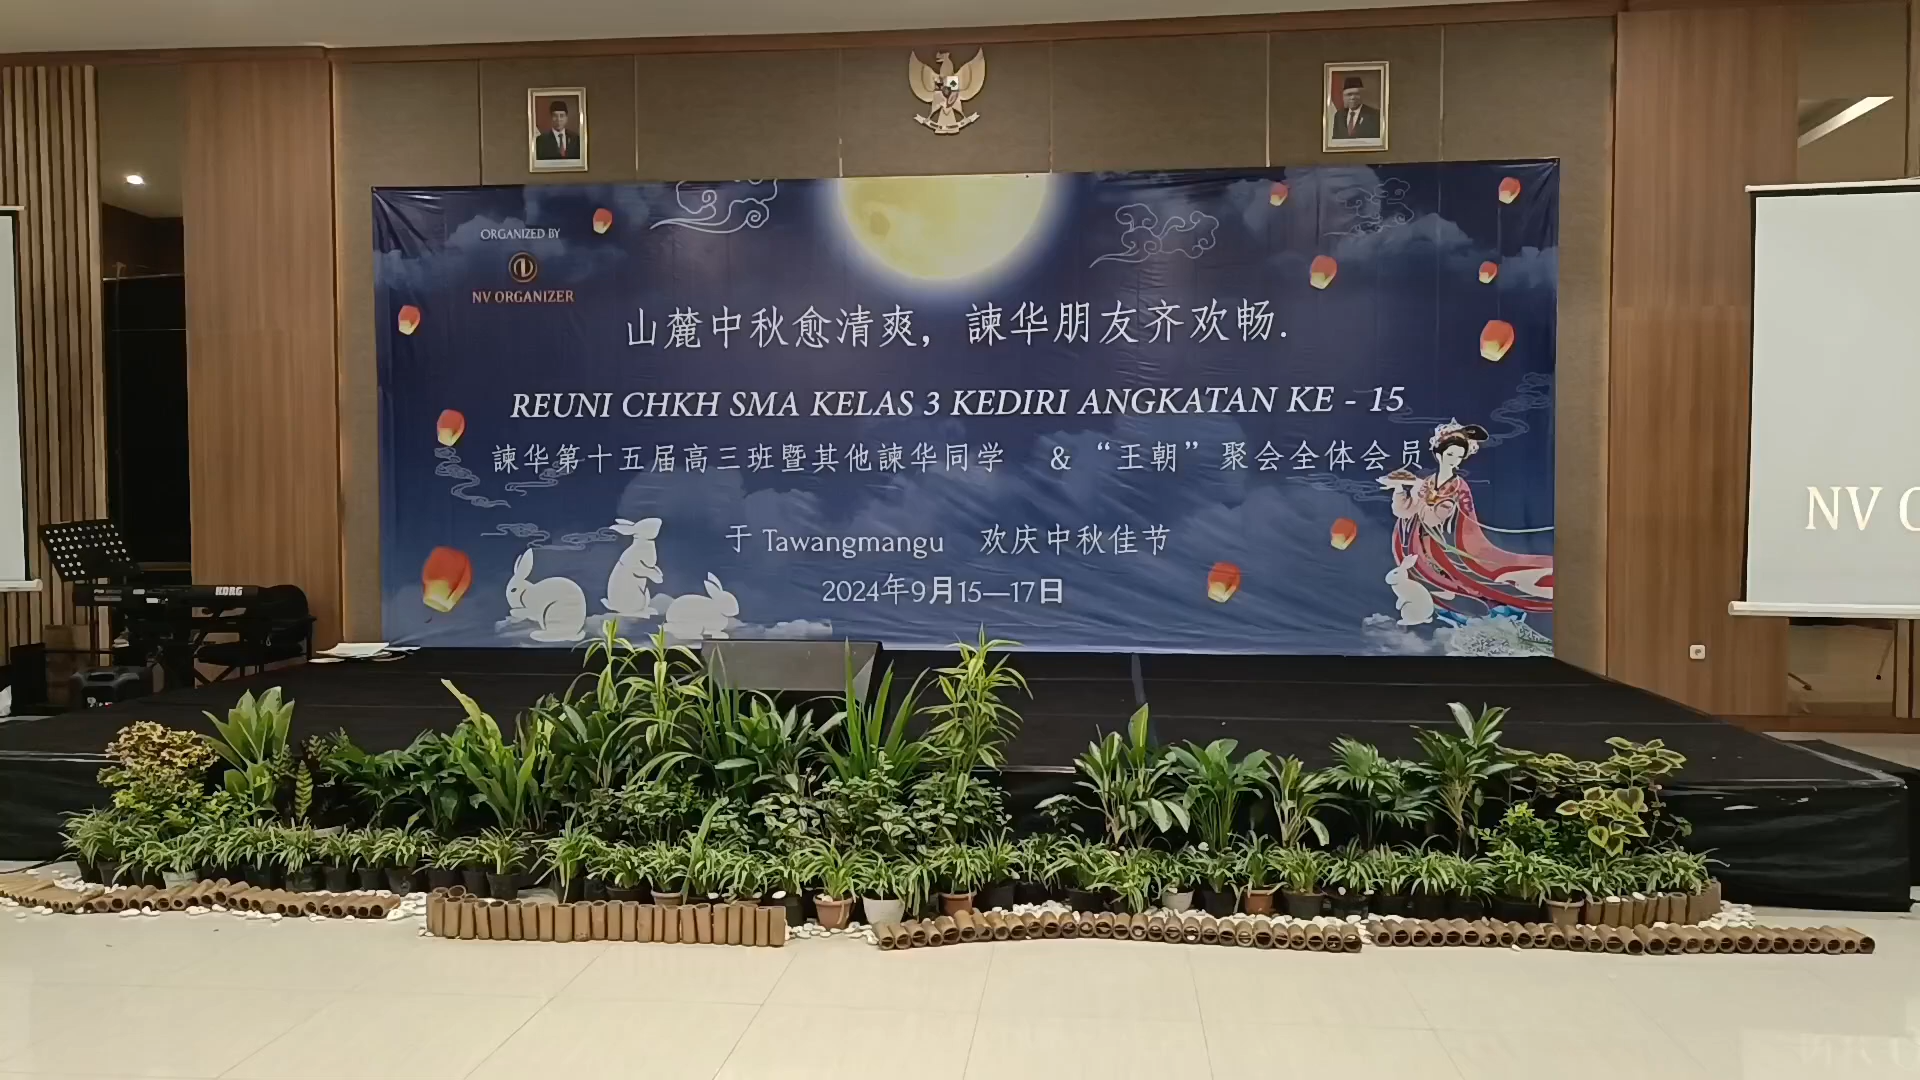 ORGANIZED BY
NV ORGANIZER
山麓中秋愈清爽，諫华朋友齐欢畅.
REUNI CHKH SMA KELAS 3 KEDIRI ANGKATAN KE - 15
諫华第十五届高三班暨其他諫华同学 & “王朝” 聚会全体会员
于 Tawangmangu 欢庆中秋佳节
2024年9月15—17日
KORG
NV